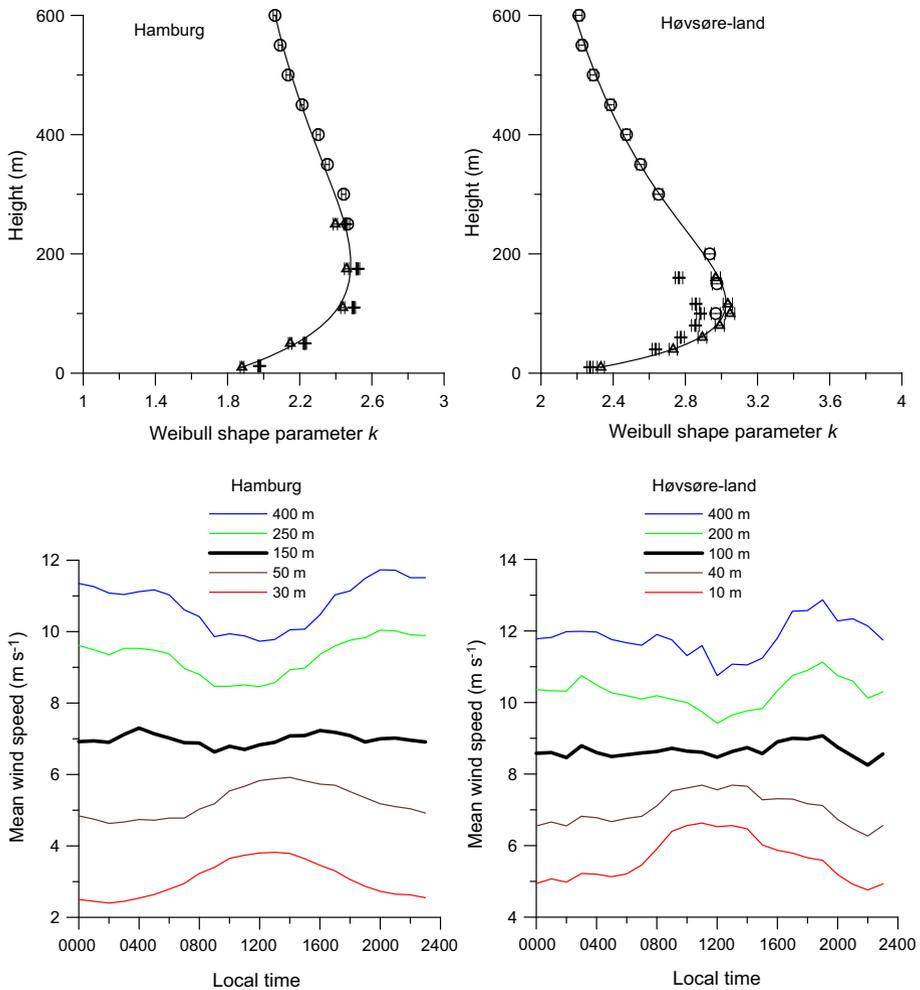 Hamburg
600
400
200
0
Height (m)
1
1.4
1.8
2.2
2.6
3
Weibull shape parameter k
Høvsøre-land
600
400
200
0
Height (m)
2
2.4
2.8
3.2
3.6
4
Weibull shape parameter k
Hamburg
400 m
250 m
150 m
50 m
30 m
12
10
8
6
4
2
Mean wind speed (m s-1)
0000
0400
0800
1200
1600
2000
2400
Local time
Høvsøre-land
400 m
200 m
100 m
40 m
10 m
14
12
10
8
6
4
Mean wind speed (m s-1)
0000
0400
0800
1200
1600
2000
2400
Local time